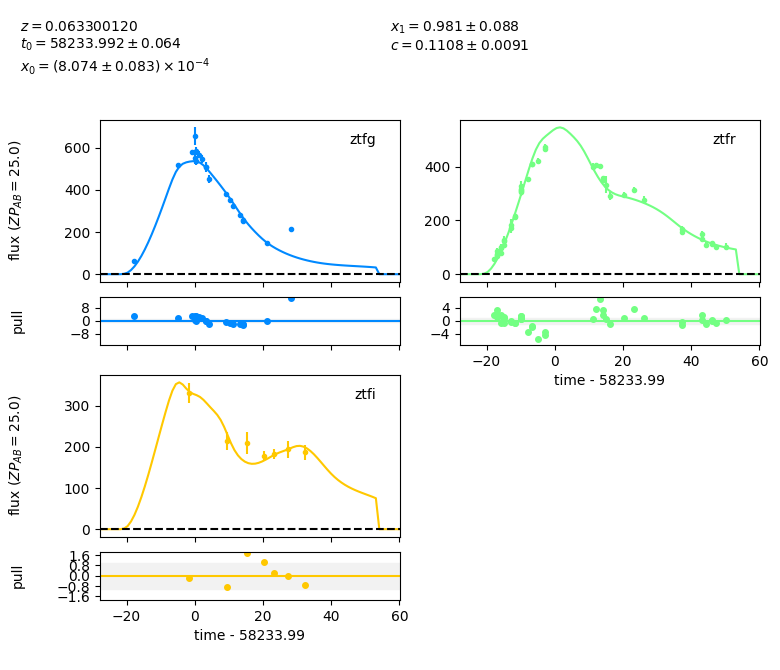 z = 0.063300120
t₀ = 58233.992 ± 0.064
x₀ = (8.074 ± 0.083) × 10⁻⁴
x₁ = 0.981 ± 0.088
c = 0.1108 ± 0.0091
flux (ZP_AB = 25.0)
600
400
200
0
ztfg
400
200
0
ztfr
pull
8
0
−8
4
0
−4
−20 0 20 40 60
time - 58233.99
flux (ZP_AB = 25.0)
300
200
100
0
ztfi
pull
1.6
0.8
0.0
−0.8
−1.6
−20 0 20 40 60
time - 58233.99